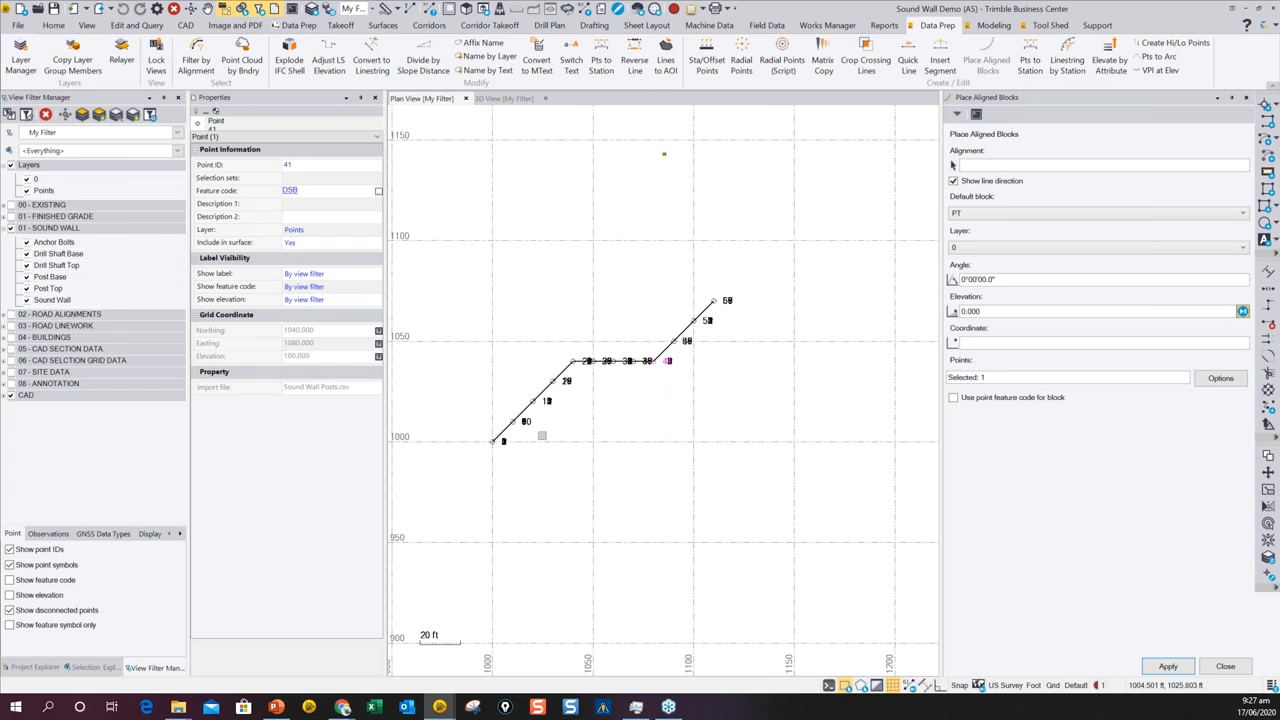 My F...
Sound Wall Demo (AS) - Trimble Business Center
File Home View Edit and Query CAD Image and PDF Data Prep Takeoff Surfaces Corridors Corridor Takeoff Drill Plan Drafting Sheet Layout Machine Data Field Data Works Manager Reports Data Prep Modeling Tool Shed Support
Layer Manager
Copy Layer Group Members
Relayer
Lock Views
Filter by Alignment
Point Cloud by Bndry
Explode IFC Shell
Adjust LS Elevation
Convert to Linestring
Divide by Slope Distance
Affix Name
Name by Layer
Name by Text
Convert to MText
Switch Text
Pts to Station
Reverse Line
Lines to AOI
Sta/Offset Points
Radial Points
Radial Points (Script)
Matrix Copy
Crop Crossing Lines
Quick Line
Insert Segment
Place Aligned Blocks
Pts to Station
Linestring by Station
Elevate by Attribute
Create Hi/Lo Points
Pts to Arc
VPI at Elev
Layers View Select Modify Create / Edit
View Filter Manager
My Filter
<Everything>
Layers
0
Points
00 - EXISTING
01 - FINISHED GRADE
01 - SOUND WALL
Anchor Bolts
Drill Shaft Base
Drill Shaft Top
Post Base
Post Top
Sound Wall
02 - ROAD ALIGNMENTS
03 - ROAD LINEWORK
04 - BUILDINGS
05 - CAD SECTION DATA
06 - CAD SELCTION GRID DATA
07 - SITE DATA
08 - ANNOTATION
CAD
Point Observations GNSS Data Types Display
Show point IDs
Show point symbols
Show feature code
Show elevation
Show disconnected points
Show feature symbol only
Project Explorer Selection Expl... View Filter Man...
Properties
Point
41
Point (1)
Point Information
Point ID: 41
Selection sets:
Feature code: DSB
Description 1:
Description 2:
Layer: Points
Include in surface: Yes
Label Visibility
Show label: By view filter
Show feature code: By view filter
Show elevation: By view filter
Grid Coordinate
Northing: 1040.000
Easting: 1080.000
Elevation: 100.000
Property
Import file: Sound Wall Posts.csv
Plan View [My Filter] 3D View [My Filter]
1150
1100
1050
1000
950
900
20 ft
1000 1050 1100 1150 1200
Place Aligned Blocks
Place Aligned Blocks
Alignment:
Show line direction
Default block:
PT
Layer:
0
Angle:
0°00'00.0"
Elevation:
0.000
Coordinate:
Points:
Selected: 1
Options
Use point feature code for block
Apply Close
Snap US Survey Foot Grid Default 1 1004.501 ft, 1025.803 ft
9:27 am
17/06/2020